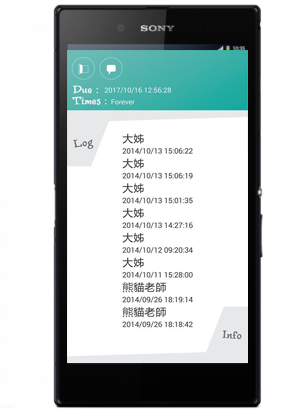 SONY
10:35
Due : 2017/10/16 12:56:28
Times : Forever
Log
大姊
2014/10/13 15:06:22
大姊
2014/10/13 15:06:19
大姊
2014/10/13 15:01:35
大姊
2014/10/13 14:27:16
大姊
2014/10/12 09:20:34
大姊
2014/10/11 15:28:00
熊貓老師
2014/09/26 18:19:14
熊貓老師
2014/09/26 18:18:42
Info